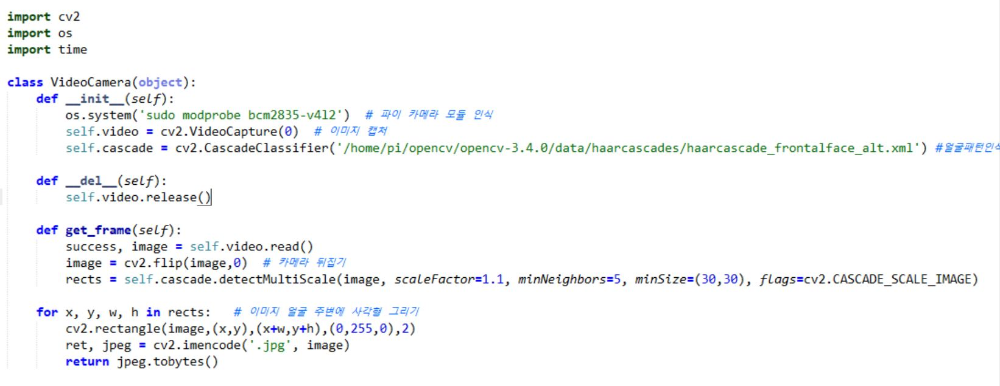 import cv2
import os
import time
class VideoCamera(object):
def __init__(self):
os.system('sudo modprobe bcm2835-v4l2') # 파이 카메라 모듈 인식
self.video = cv2.VideoCapture(0) # 이미지 캡처
self.cascade = cv2.CascadeClassifier('/home/pi/opencv/opencv-3.4.0/data/haarcascades/haarcascade_frontalface_alt.xml') #얼굴패턴인식
def __del__(self):
self.video.release()
def get_frame(self):
success, image = self.video.read()
image = cv2.flip(image,0) # 카메라 뒤집기
rects = self.cascade.detectMultiScale(image, scaleFactor=1.1, minNeighbors=5, minSize=(30,30), flags=cv2.CASCADE_SCALE_IMAGE)
for x, y, w, h in rects: # 이미지 얼굴 주변에 사각형 그리기
cv2.rectangle(image,(x,y),(x+w,y+h),(0,255,0),2)
ret, jpeg = cv2.imencode('.jpg', image)
return jpeg.tobytes()